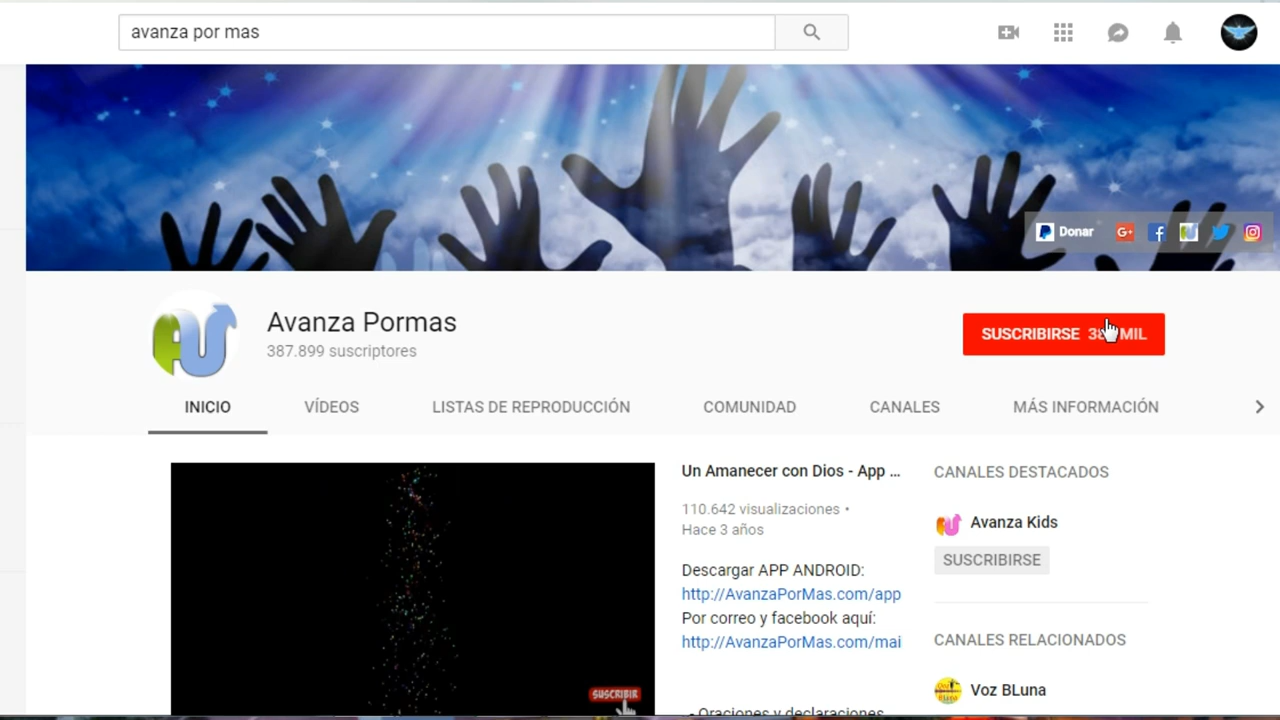 avanza por mas
Donar
Avanza Pormas
387.899 suscriptores
SUSCRIBIRSE MIL
INICIO VÍDEOS LISTAS DE REPRODUCCIÓN COMUNIDAD CANALES MÁS INFORMACIÓN
Un Amanecer con Dios - App ...
110.642 visualizaciones •
Hace 3 años
Descargar APP ANDROID:
http://AvanzaPorMas.com/app
Por correo y facebook aquí:
http://AvanzaPorMas.com/mai
- Oraciones y declaraciones
SUSCRIBIR
CANALES DESTACADOS
Avanza Kids
SUSCRIBIRSE
CANALES RELACIONADOS
Voz BLuna